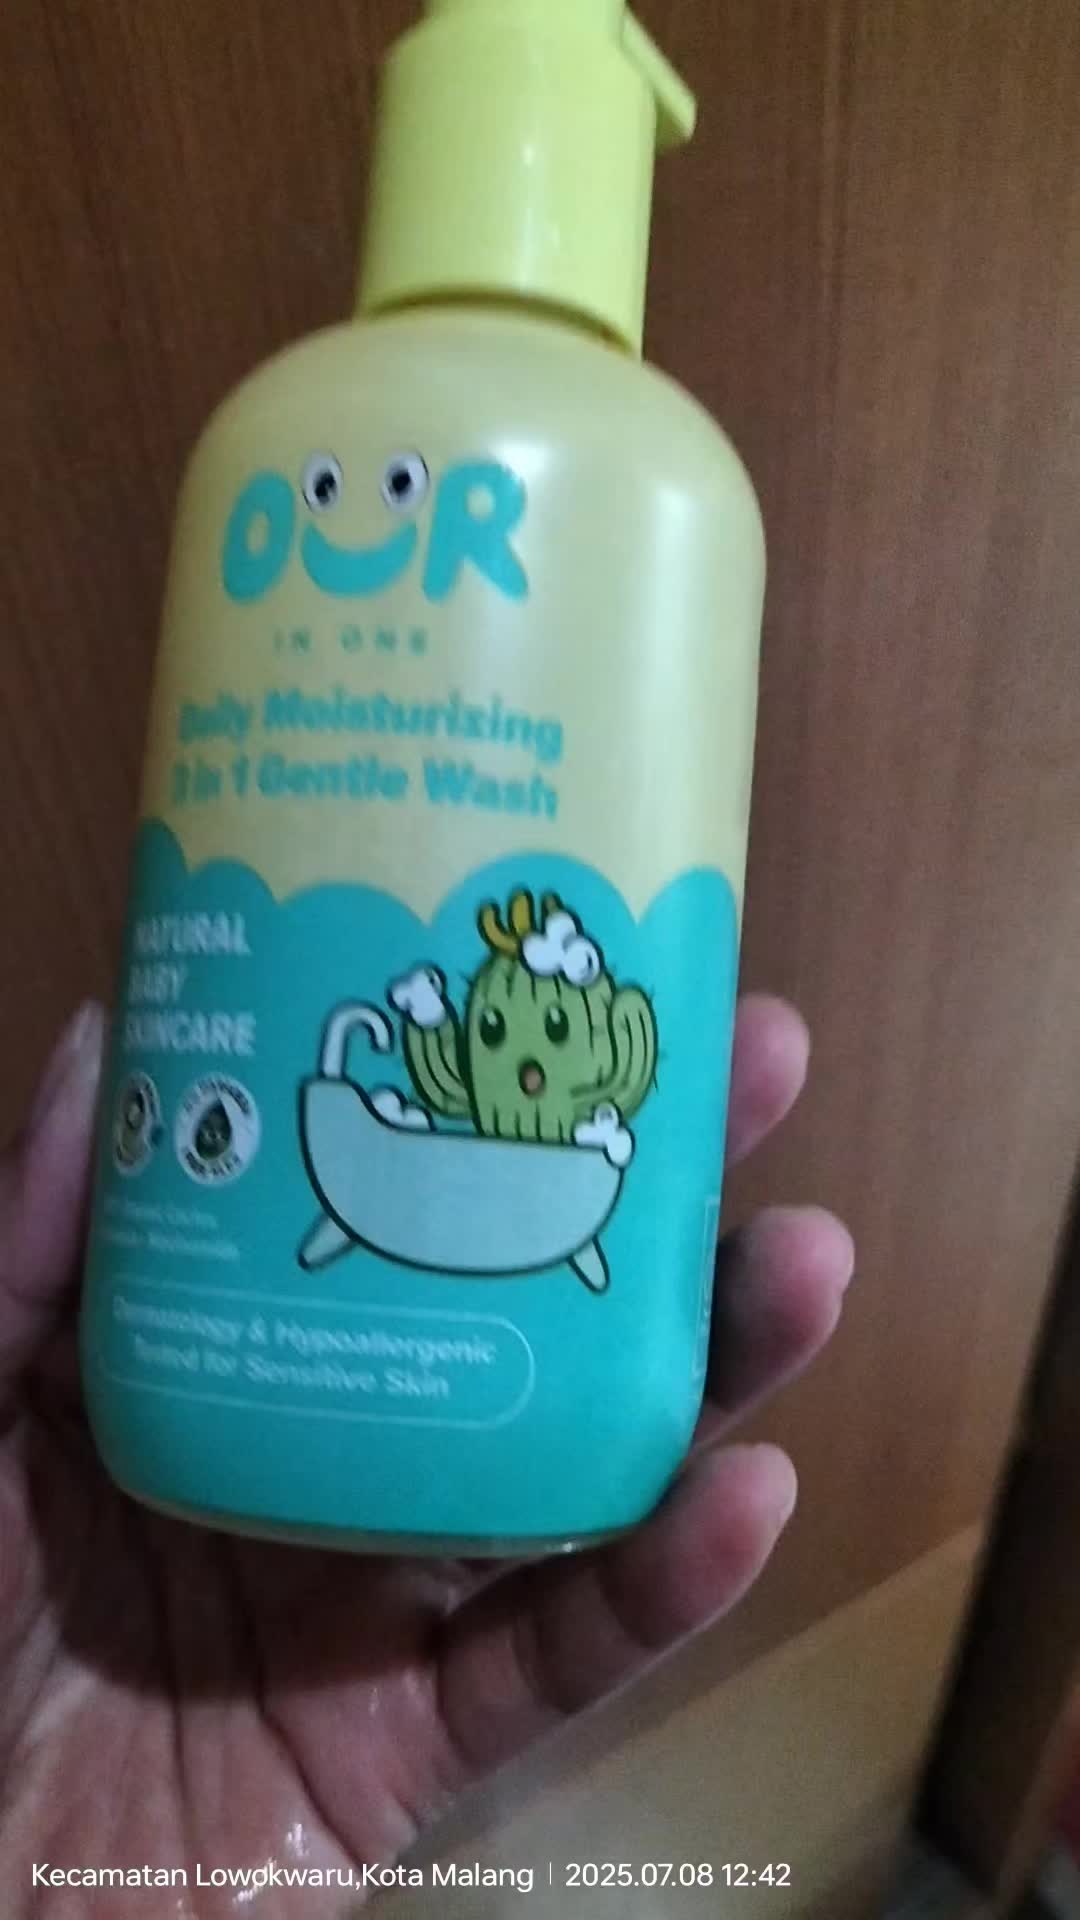 OUR
IN ONE
Daily Moisturizing
in 1 Gentle Wash
NATURAL
BABY
SKINCARE
Dermatology & Hypoallergenic
Tested for Sensitive Skin
Kecamatan Lowokwaru,Kota Malang | 2025.07.08 12:42